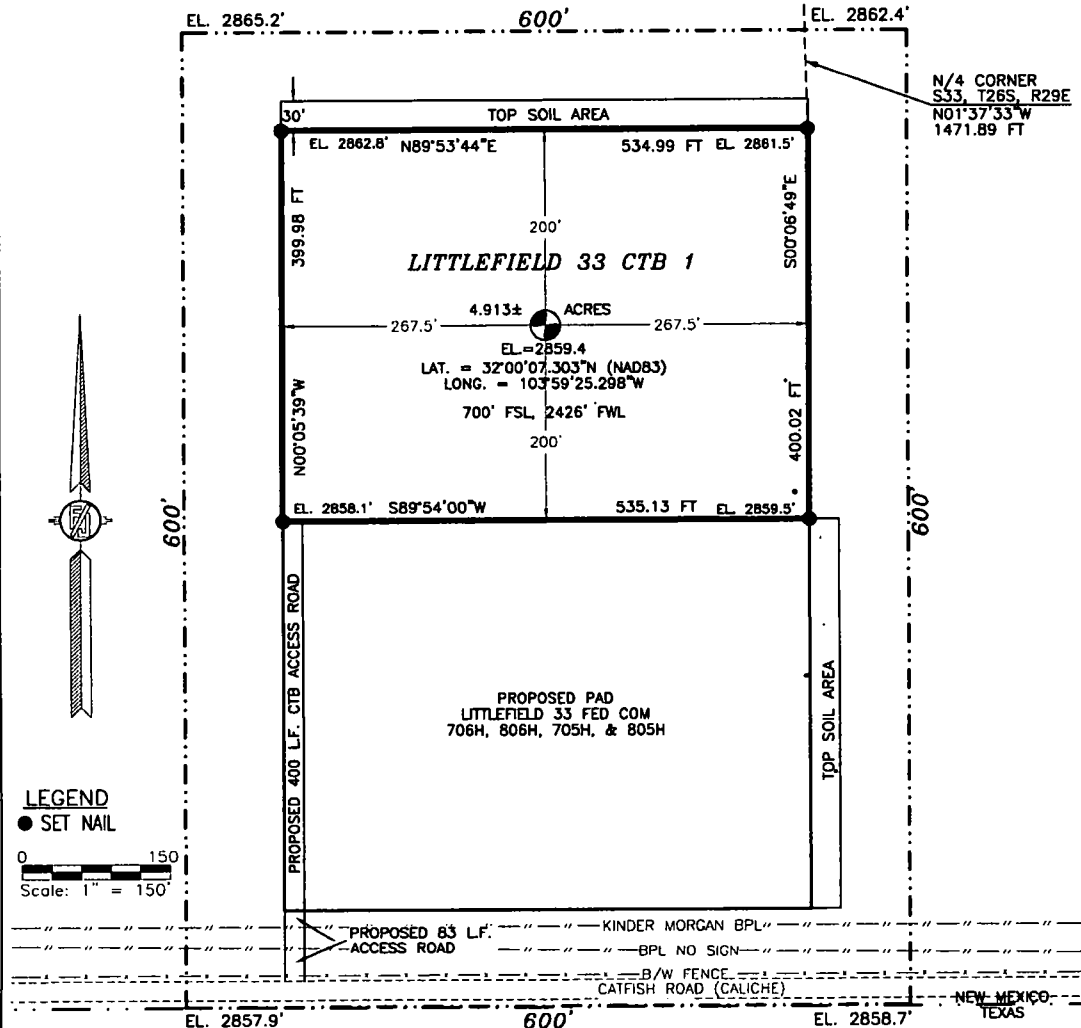 EL. 2865.2'
600'
EL. 2862.4'
N/4 CORNER
S33, T26S, R29E
N01°37'33"W
1471.89 FT
30'
TOP SOIL AREA
EL. 2862.8'
N89°53'44"E
534.99 FT
EL. 2861.5'
399.98 FT
N00°05'39"W
200'
S00°06'49"E
400.02 FT
LITTLEFIELD 33 CTB 1
4.913± ACRES
267.5'
267.5'
EL.=2859.4
LAT. = 32°00'07.303"N (NAD83)
LONG. = 103°59'25.298"W
700' FSL, 2426' FWL
200'
600'
600'
EL. 2858.1'
S89°54'00"W
535.13 FT
EL. 2859.5'
PROPOSED 400 L.F. CTB ACCESS ROAD
PROPOSED PAD
LITTLEFIELD 33 FED COM
706H, 806H, 705H, & 805H
TOP SOIL AREA
LEGEND
SET NAIL
0 150
Scale: 1" = 150'
PROPOSED 83 L.F.
ACCESS ROAD
KINDER MORGAN BPL
BPL NO SIGN
B/W FENCE
CATFISH ROAD (CALICHE)
NEW MEXICO
TEXAS
EL. 2857.9'
600'
EL. 2858.7'